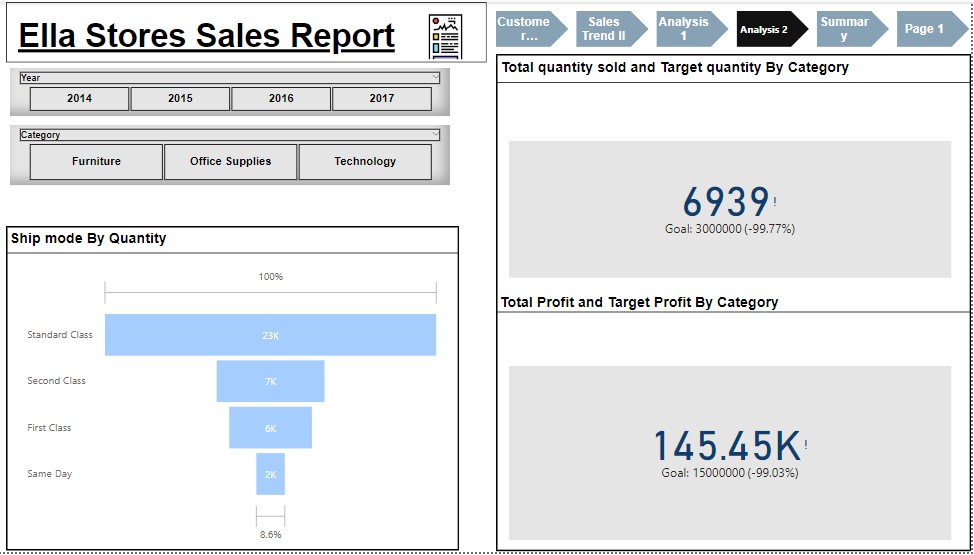 Ella Stores Sales Report
Custome
r…
Sales
Trend II
Analysis
1
Analysis 2
Summar
y
Page 1
Year
2014
2015
2016
2017
Category
Furniture
Office Supplies
Technology
Ship mode By Quantity
100%
Standard Class
23K
Second Class
7K
First Class
6K
Same Day
2K
8.6%
Total quantity sold and Target quantity By Category
6939!
Goal: 3000000 (-99.77%)
Total Profit and Target Profit By Category
145.45K!
Goal: 15000000 (-99.03%)